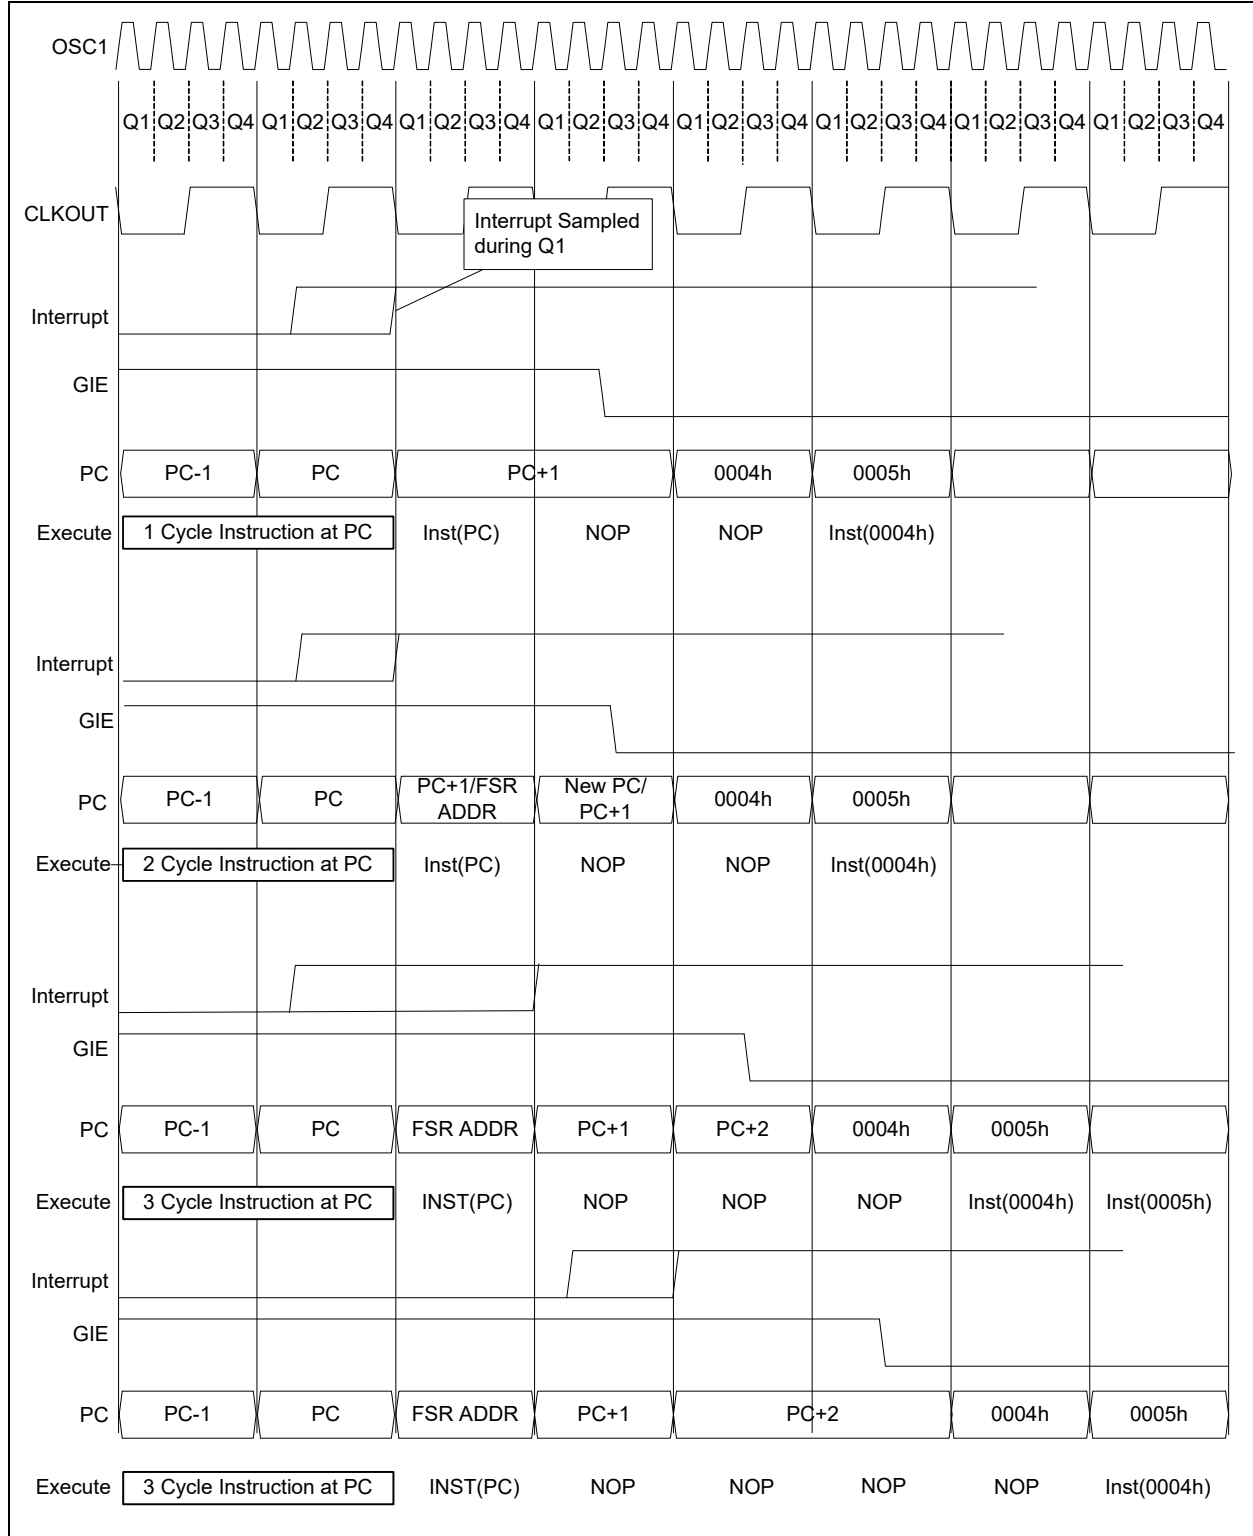 OSC1
Q1 Q2 Q3 Q4 Q1 Q2 Q3 Q4 Q1 Q2 Q3 Q4 Q1 Q2 Q3 Q4 Q1 Q2 Q3 Q4 Q1 Q2 Q3 Q4 Q1 Q2 Q3 Q4 Q1 Q2 Q3 Q4
CLKOUT
Interrupt Sampled
during Q1
Interrupt
GIE
PC PC-1 PC PC+1 0004h 0005h
Execute 1 Cycle Instruction at PC Inst(PC) NOP NOP Inst(0004h)
Interrupt
GIE
PC PC-1 PC PC+1/FSR ADDR New PC/ PC+1 0004h 0005h
Execute 2 Cycle Instruction at PC Inst(PC) NOP NOP Inst(0004h)
Interrupt
GIE
PC PC-1 PC FSR ADDR PC+1 PC+2 0004h 0005h
Execute 3 Cycle Instruction at PC INST(PC) NOP NOP NOP Inst(0004h) Inst(0005h)
Interrupt
GIE
PC PC-1 PC FSR ADDR PC+1 PC+2 0004h 0005h
Execute 3 Cycle Instruction at PC INST(PC) NOP NOP NOP NOP Inst(0004h)